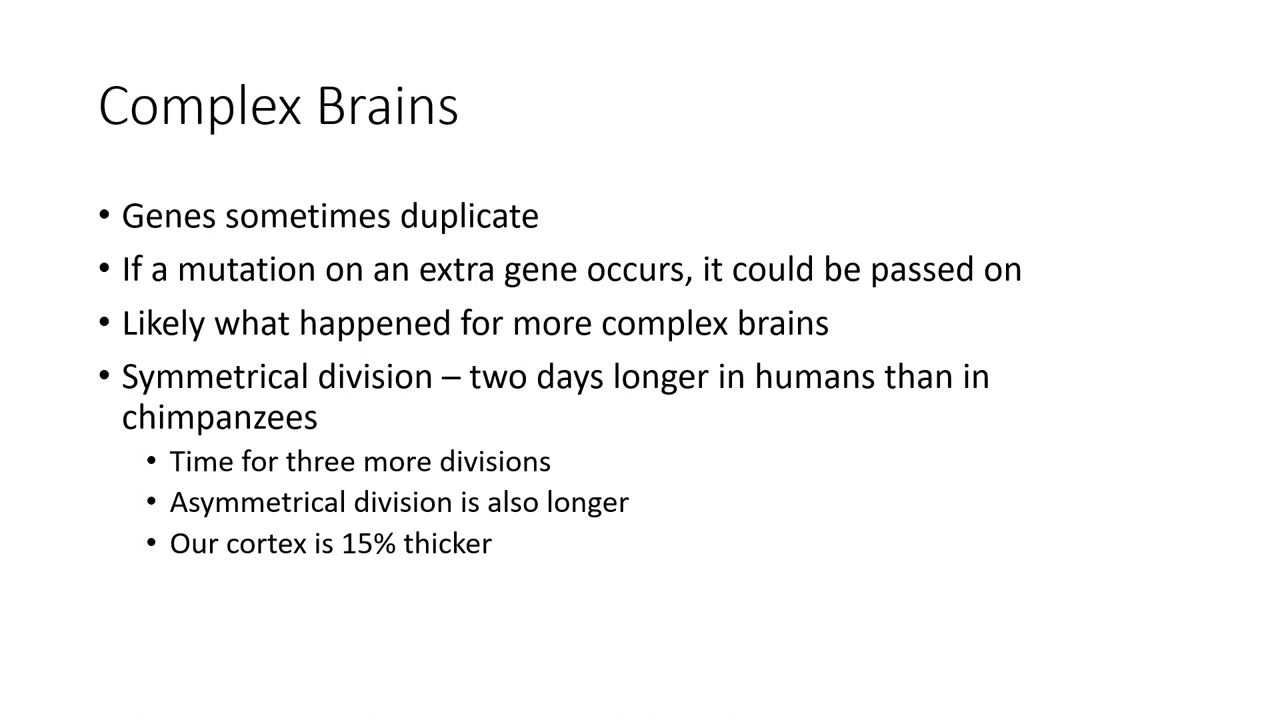 Complex Brains
• Genes sometimes duplicate
• If a mutation on an extra gene occurs, it could be passed on
• Likely what happened for more complex brains
• Symmetrical division – two days longer in humans than in
chimpanzees
• Time for three more divisions
• Asymmetrical division is also longer
• Our cortex is 15% thicker